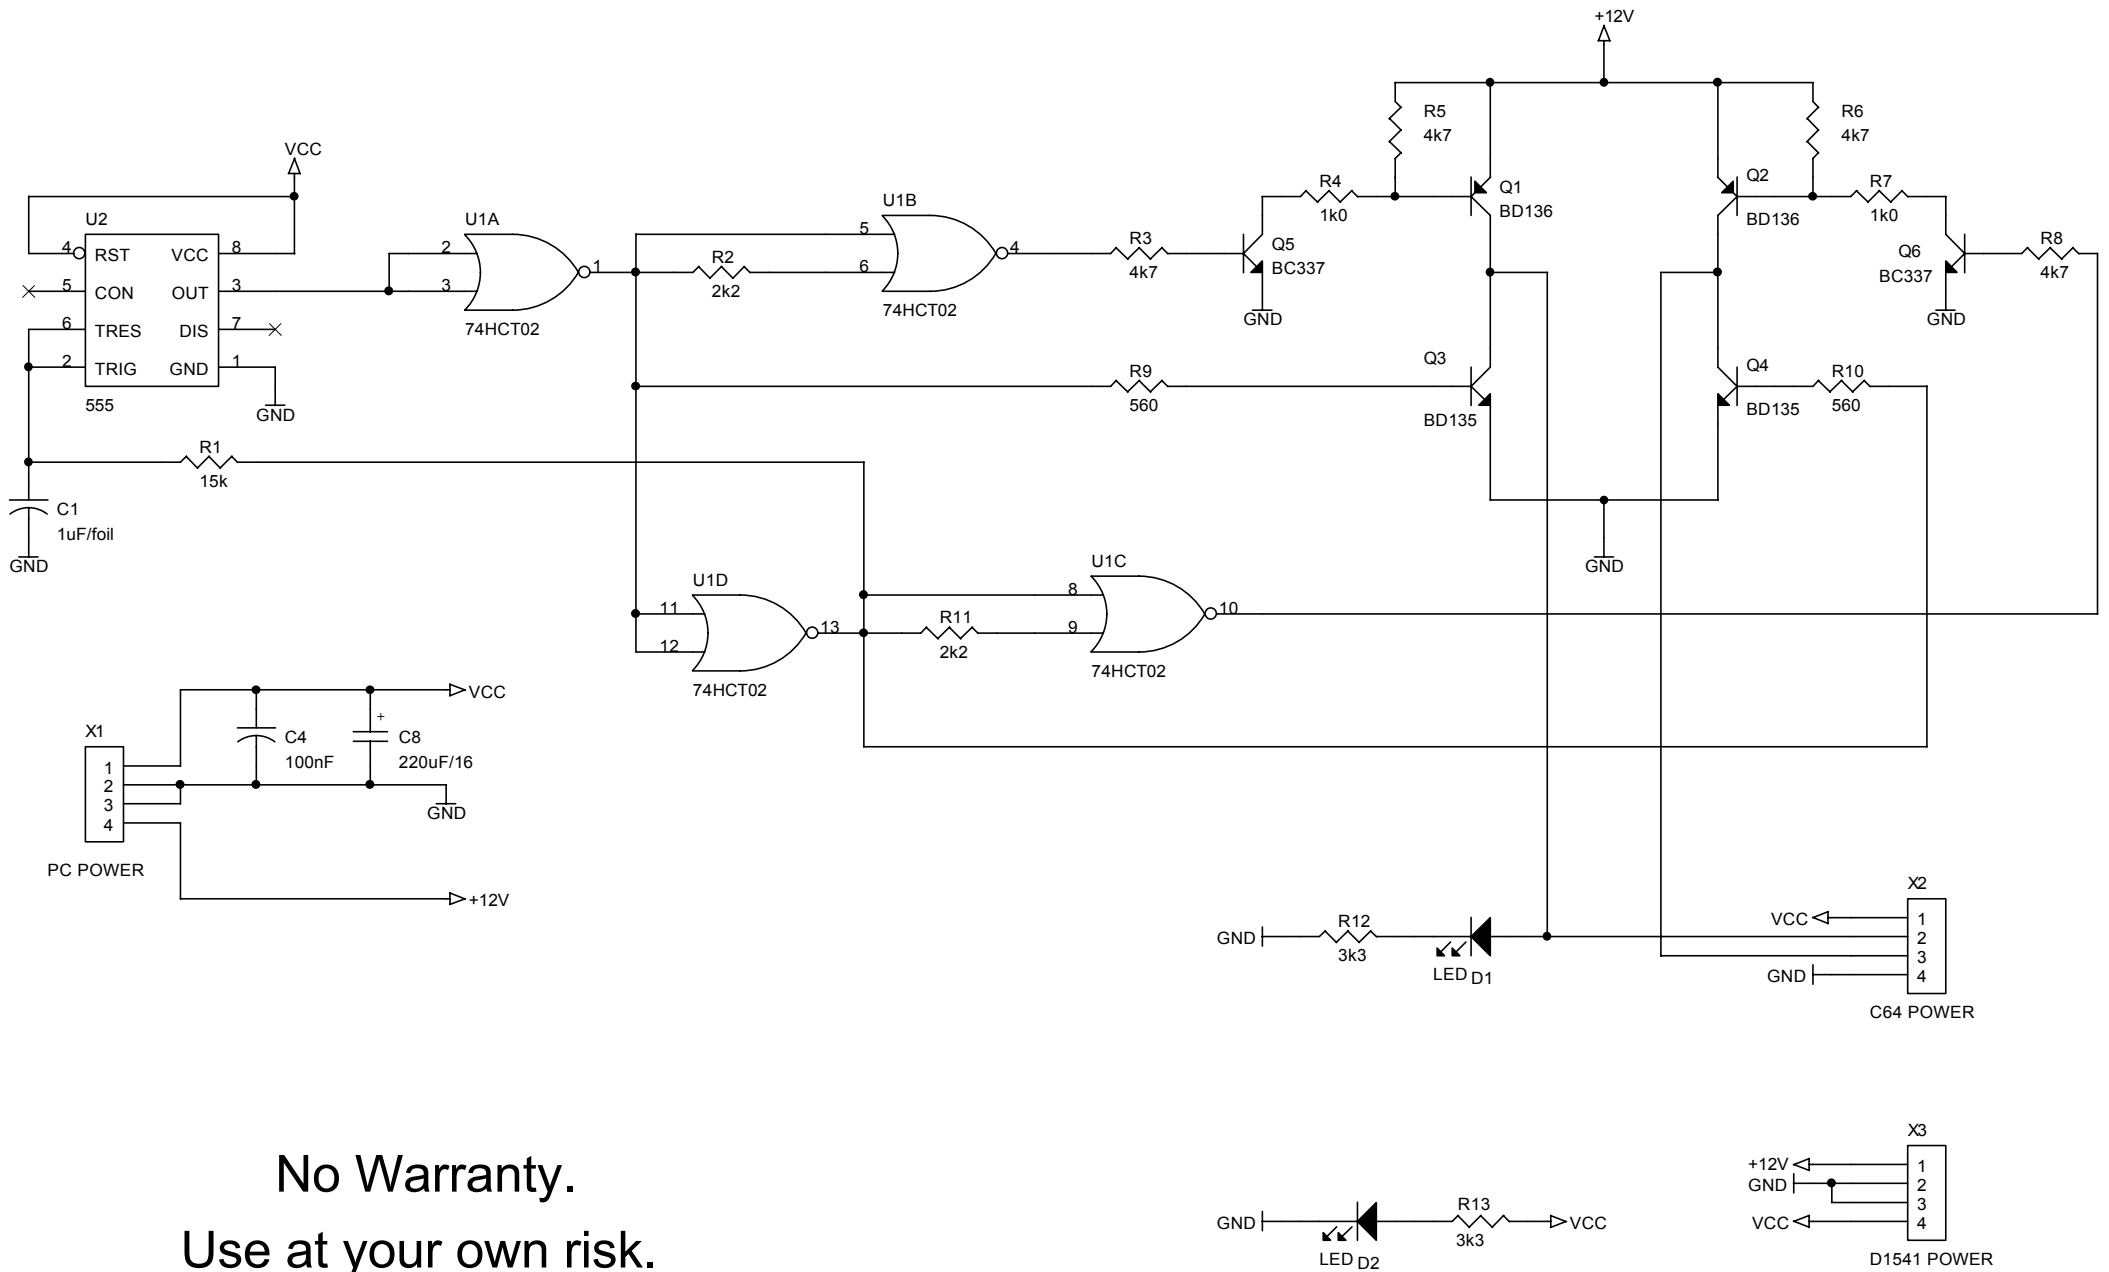 +12V
R5
4k7
R6
4k7
VCC
R4
1k0
Q1
BD136
Q2
BD136
R7
1k0
U2
4 RST VCC 8
5 CON OUT 3
6 TRES DIS 7
2 TRIG GND 1
555
GND
U1A
2
3
1
74HCT02
R2
2k2
U1B
5
6
4
74HCT02
R3
4k7
Q5
BC337
GND
Q6
BC337
GND
R8
4k7
R9
560
Q3
BD135
Q4
BD135
R10
560
R1
15k
C1
1uF/foil
GND
GND
U1D
11
12
13
74HCT02
R11
2k2
U1C
8
9
10
74HCT02
X1
1
2
3
4
PC POWER
VCC
C4
100nF
+
C8
220uF/16
GND
+12V
GND
R12
3k3
LED D1
X2
VCC 1
2
3
GND 4
C64 POWER
No Warranty.
Use at your own risk.
GND
LED D2
R13
3k3
VCC
X3
+12V 1
GND 2
3
VCC 4
D1541 POWER